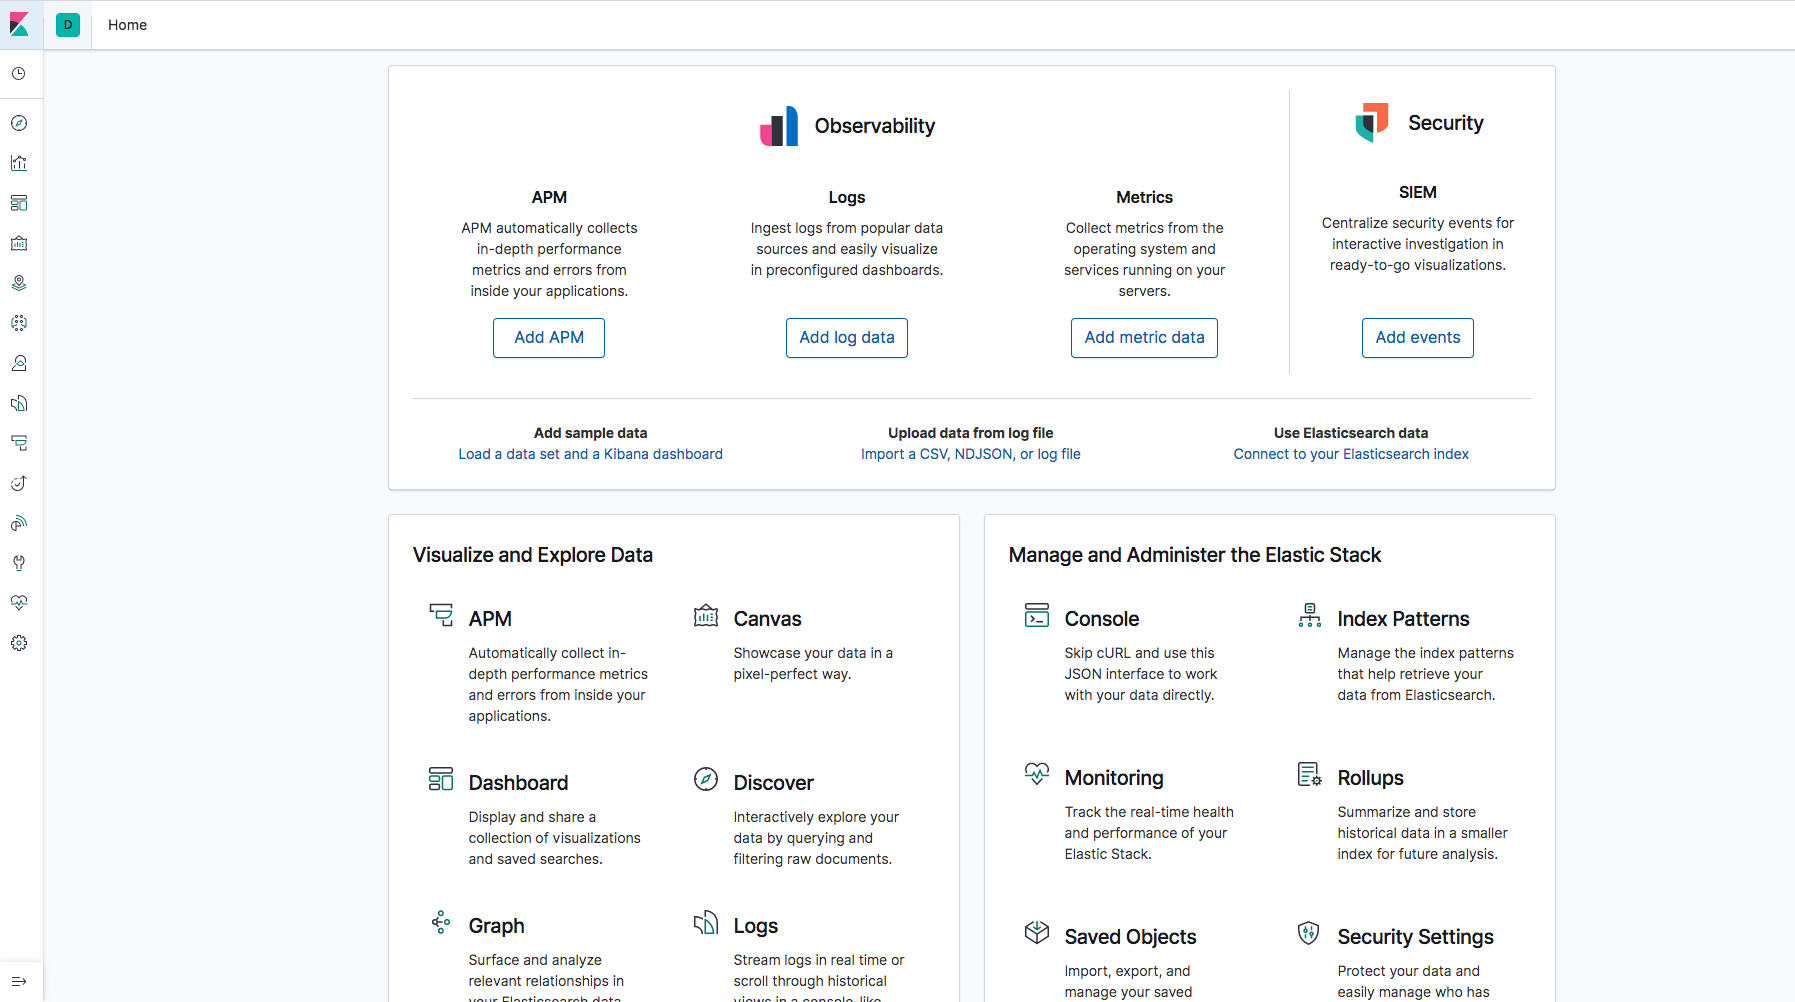 D
Home
Observability
Security
APM
APM automatically collects
in-depth performance
metrics and errors from
inside your applications.
Add APM
Logs
Ingest logs from popular data
sources and easily visualize
in preconfigured dashboards.
Add log data
Metrics
Collect metrics from the
operating system and
services running on your
servers.
Add metric data
SIEM
Centralize security events for
interactive investigation in
ready-to-go visualizations.
Add events
Add sample data
Load a data set and a Kibana dashboard
Upload data from log file
Import a CSV, NDJSON, or log file
Use Elasticsearch data
Connect to your Elasticsearch index
Visualize and Explore Data
APM
Automatically collect in-
depth performance metrics
and errors from inside your
applications.
Canvas
Showcase your data in a
pixel-perfect way.
Dashboard
Display and share a
collection of visualizations
and saved searches.
Discover
Interactively explore your
data by querying and
filtering raw documents.
Graph
Surface and analyze
relevant relationships in
your Elasticsearch data
Logs
Stream logs in real time or
scroll through historical
views in a console-like
Manage and Administer the Elastic Stack
Console
Skip cURL and use this
JSON interface to work
with your data directly.
Index Patterns
Manage the index patterns
that help retrieve your
data from Elasticsearch.
Monitoring
Track the real-time health
and performance of your
Elastic Stack.
Rollups
Summarize and store
historical data in a smaller
index for future analysis.
Saved Objects
Import, export, and
manage your saved
Security Settings
Protect your data and
easily manage who has